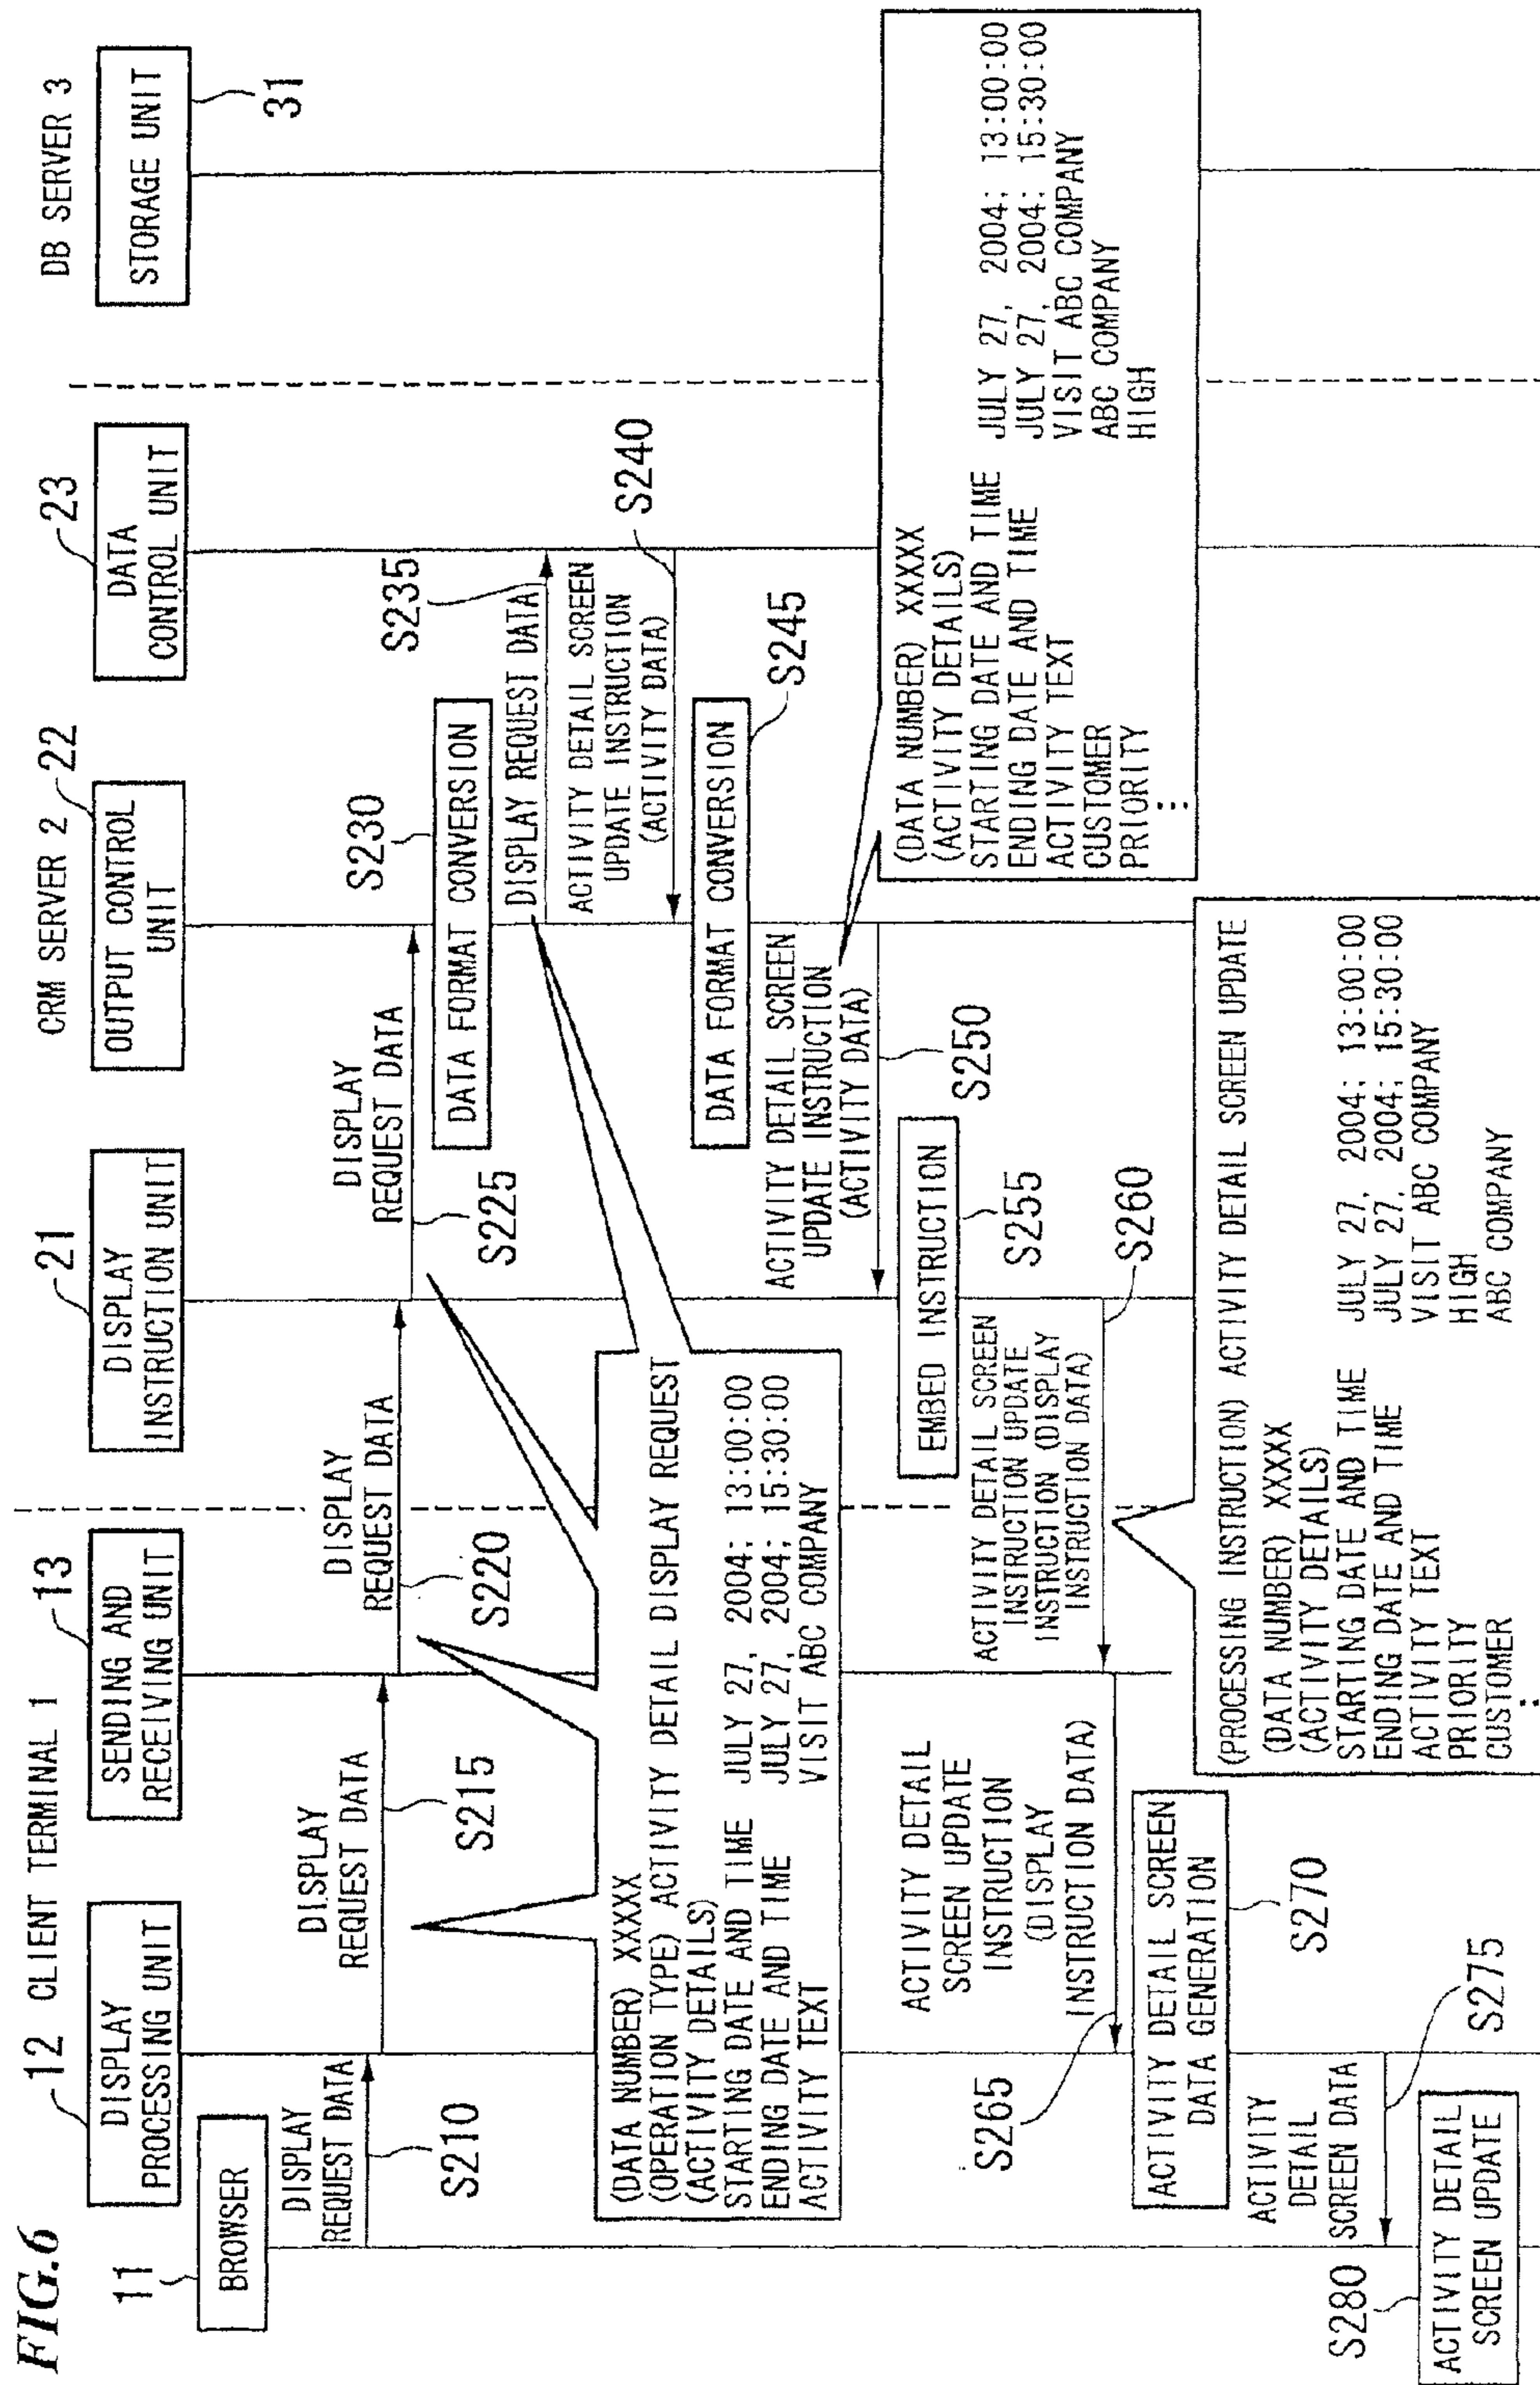 FIG.6
12 CLIENT TERMINAL 1
13
21
CRM SERVER 2
22
23
DB SERVER 3
11
BROWSER
DISPLAY
PROCESSING UNIT
SENDING AND
RECEIVING UNIT
DISPLAY
INSTRUCTION UNIT
OUTPUT CONTROL
UNIT
DATA
CONTROL UNIT
STORAGE UNIT
31
DISPLAY
REQUEST DATA
S210
DISPLAY
REQUEST DATA
S215
DISPLAY
REQUEST DATA
S220
DISPLAY
REQUEST DATA
S225
S230
DATA FORMAT CONVERSION
S235
DISPLAY REQUEST DATA
ACTIVITY DETAIL SCREEN
UPDATE INSTRUCTION
(ACTIVITY DATA)
S240
(DATA NUMBER) XXXXX
(OPERATION TYPE) ACTIVITY DETAIL DISPLAY REQUEST
(ACTIVITY DETAILS)
STARTING DATE AND TIME JULY 27, 2004; 13:00:00
ENDING DATE AND TIME JULY 27, 2004; 15:30:00
ACTIVITY TEXT VISIT ABC COMPANY
DATA FORMAT CONVERSION
S245
ACTIVITY DETAIL SCREEN
UPDATE INSTRUCTION
(ACTIVITY DATA)
S250
(DATA NUMBER) XXXXX
(ACTIVITY DETAILS)
STARTING DATE AND TIME JULY 27, 2004; 13:00:00
ENDING DATE AND TIME JULY 27, 2004; 15:30:00
ACTIVITY TEXT VISIT ABC COMPANY
CUSTOMER ABC COMPANY
PRIORITY HIGH
⋮
EMBED INSTRUCTION
S255
ACTIVITY DETAIL SCREEN
INSTRUCTION UPDATE
INSTRUCTION (DISPLAY
INSTRUCTION DATA)
S260
ACTIVITY DETAIL
SCREEN UPDATE
INSTRUCTION
(DISPLAY
INSTRUCTION DATA)
S265
ACTIVITY DETAIL SCREEN
DATA GENERATION
S270
(PROCESSING INSTRUCTION) ACTIVITY DETAIL SCREEN UPDATE
(DATA NUMBER) XXXXX
(ACTIVITY DETAILS)
STARTING DATE AND TIME JULY 27, 2004; 13:00:00
ENDING DATE AND TIME JULY 27, 2004; 15:30:00
ACTIVITY TEXT VISIT ABC COMPANY
PRIORITY HIGH
CUSTOMER ABC COMPANY
⋮
ACTIVITY
DETAIL
SCREEN DATA
S275
S280
ACTIVITY DETAIL
SCREEN UPDATE